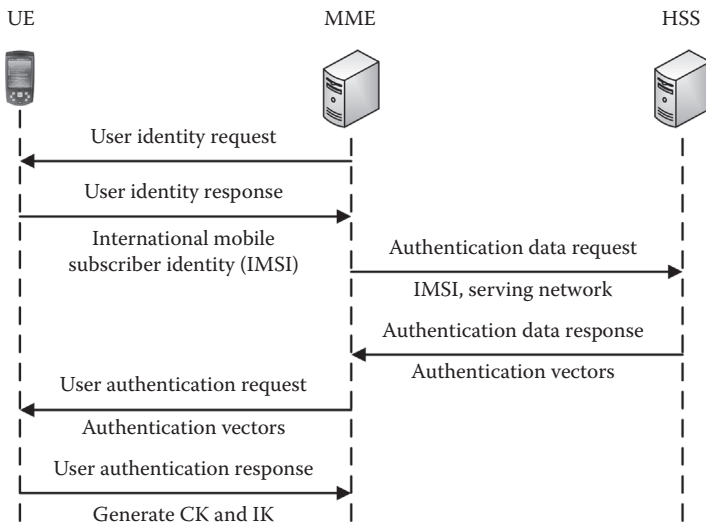 UE
MME
HSS
User identity request
User identity response
International mobile
subscriber identity (IMSI)
Authentication data request
IMSI, serving network
Authentication data response
Authentication vectors
User authentication request
Authentication vectors
User authentication response
Generate CK and IK